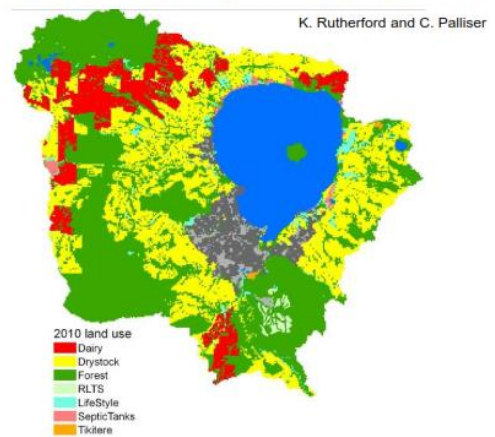 K. Rutherford and C. Palliser
2010 land use
Dairy
Drystock
Forest
RLTS
LifeStyle
SepticTanks
Tikitere